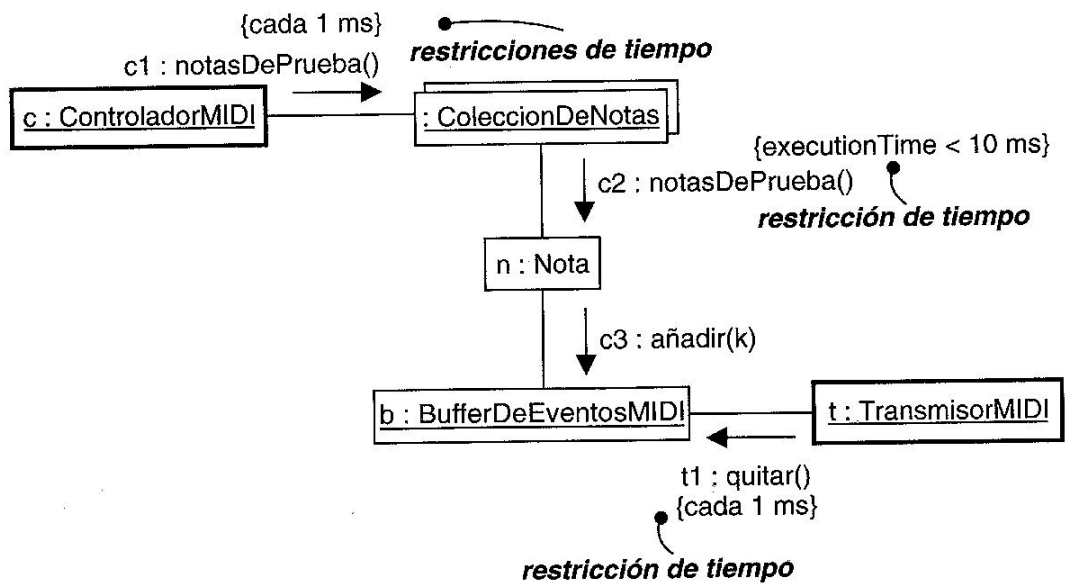 {cada 1 ms}
restricciones de tiempo
c1 : notasDePrueba()
c : ControladorMIDI
: ColeccionDeNotas
{executionTime < 10 ms}
c2 : notasDePrueba()
restricción de tiempo
n : Nota
c3 : añadir(k)
b : BufferDeEventosMIDI
t : TransmisorMIDI
t1 : quitar()
{cada 1 ms}
restricción de tiempo